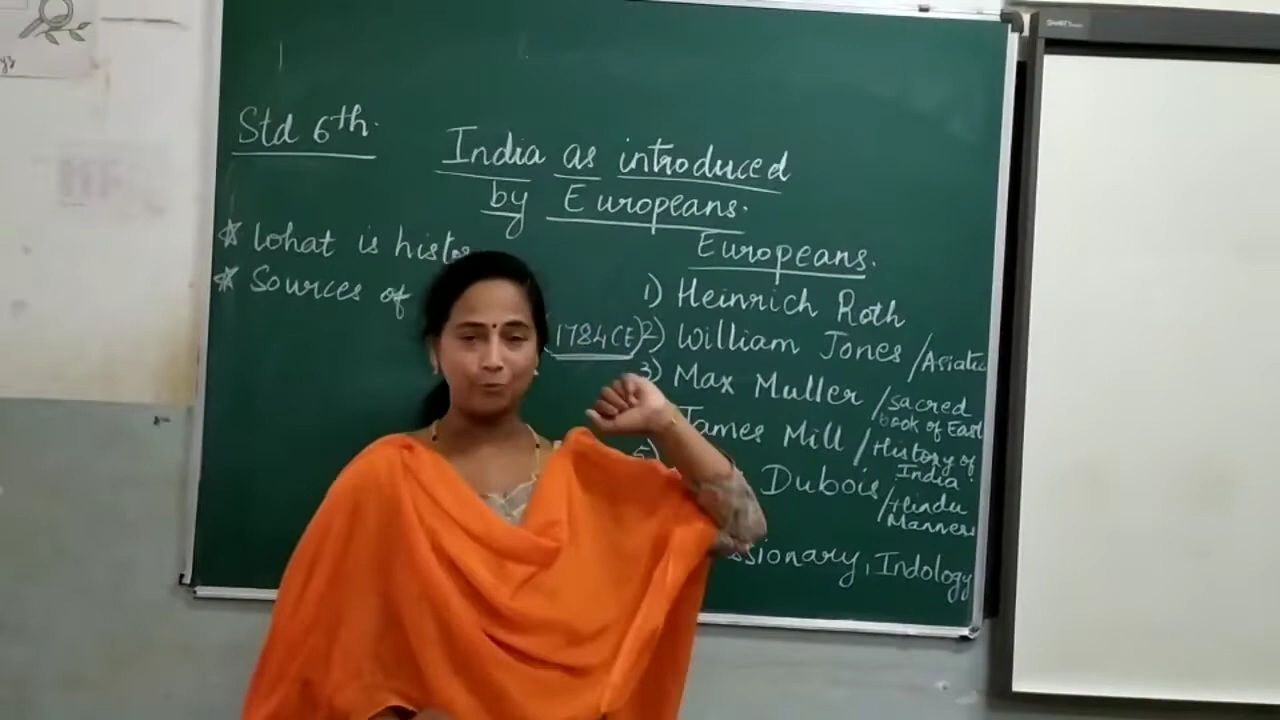 Std 6th.
India as introduced
by Europeans.
* What is histo
* Sources of
Europeans.
1) Heinrich Roth
1784CE 2) William Jones / Asiatic
3) Max Muller / Sacred
book of East
James Mill / History of
India
5) Dubois / Hindu
Manners
ssionary, Indology
SMART